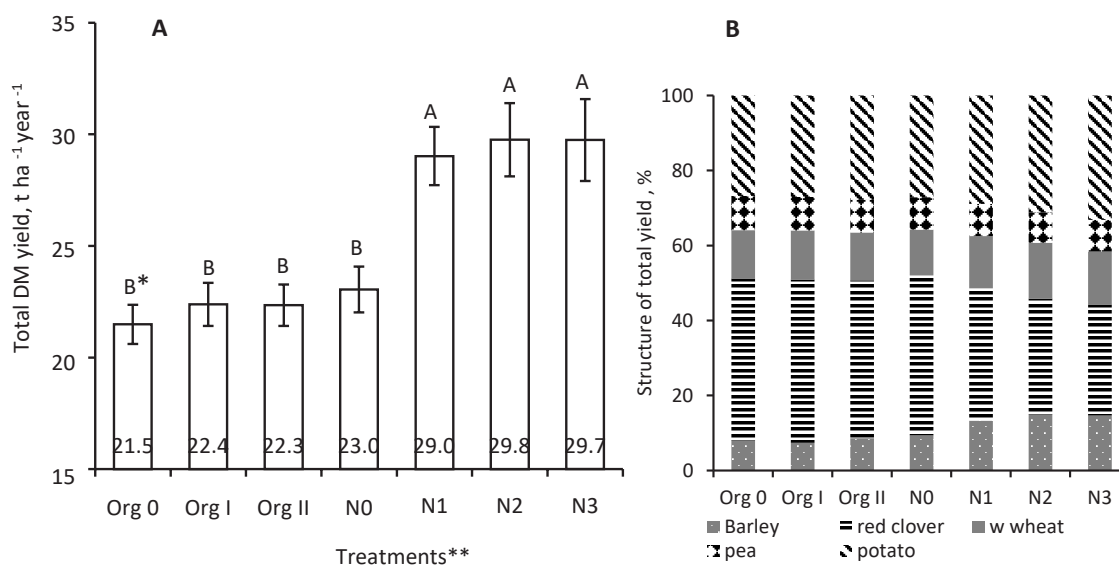 A
Total DM yield, t ha -1 year -1
35
30
25
20
15
B*
B
B
B
A
A
A
21.5
22.4
22.3
23.0
29.0
29.8
29.7
Org 0 Org I Org II N0 N1 N2 N3
Treatments**
B
Structure of total yield , %
100
80
60
40
20
0
Org 0 Org I Org II N0 N1 N2 N3
Barley red clover w wheat
pea potato